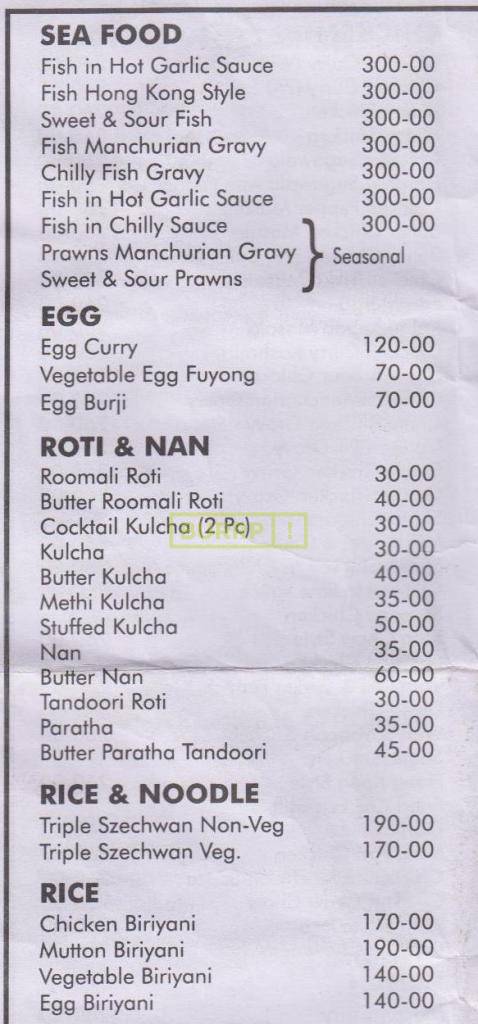 SEA FOOD
Fish in Hot Garlic Sauce 300-00
Fish Hong Kong Style 300-00
Sweet & Sour Fish 300-00
Fish Manchurian Gravy 300-00
Chilly Fish Gravy 300-00
Fish in Hot Garlic Sauce 300-00
Fish in Chilly Sauce 300-00
Prawns Manchurian Gravy } Seasonal
Sweet & Sour Prawns
EGG
Egg Curry 120-00
Vegetable Egg Fuyong 70-00
Egg Burji 70-00
ROTI & NAN
Roomali Roti 30-00
Butter Roomali Roti 40-00
Cocktail Kulcha (2 Pc) 30-00
BURRP!
Kulcha 30-00
Butter Kulcha 40-00
Methi Kulcha 35-00
Stuffed Kulcha 50-00
Nan 35-00
Butter Nan 60-00
Tandoori Roti 30-00
Paratha 35-00
Butter Paratha Tandoori 45-00
RICE & NOODLE
Triple Szechwan Non-Veg 190-00
Triple Szechwan Veg. 170-00
RICE
Chicken Biriyani 170-00
Mutton Biriyani 190-00
Vegetable Biriyani 140-00
Egg Biriyani 140-00